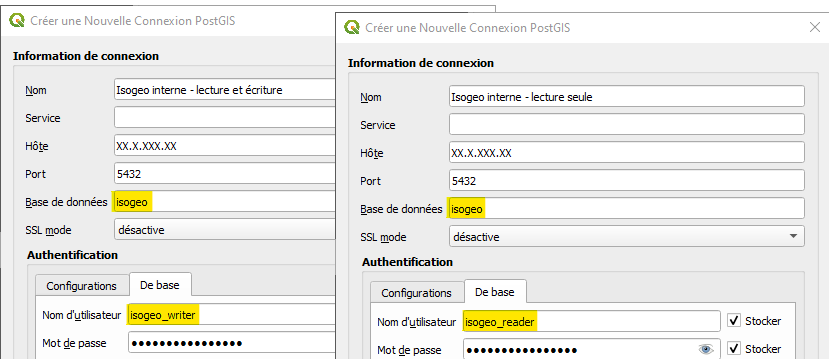 Créer une Nouvelle Connexion PostGIS
Information de connexion
Nom Isogeo interne - lecture et écriture
Service
Hôte XX.X.XXX.XX
Port 5432
Base de données isogeo
SSL mode désactive
Authentification
Configurations De base
Nom d'utilisateur isogeo_writer
Mot de passe ●●●●●●●●●●●●●●●●
Créer une Nouvelle Connexion PostGIS
Information de connexion
Nom Isogeo interne - lecture seule
Service
Hôte XX.X.XXX.XX
Port 5432
Base de données isogeo
SSL mode désactive
Authentification
Configurations De base
Nom d'utilisateur isogeo_reader Stocker
Mot de passe ●●●●●●●●●●●●●●●● Stocker